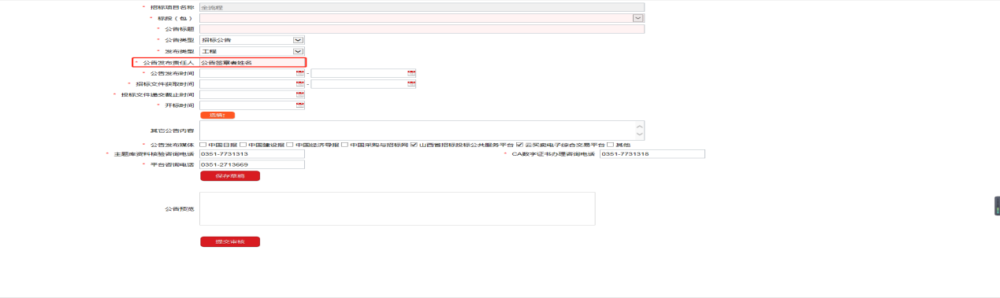 * 招标项目名称 全流程
* 标段（包）
* 公告标题
* 公告类型 招标公告
* 发布类型 工程
* 公告发布责任人 公告签章者姓名
* 公告发布时间 -
* 招标文件获取时间 -
* 投标文件递交截止时间
* 开标时间
选填:
其它公告内容
* 公告发布媒体 中国日报 中国建设报 中国经济导报 中国采购与招标网 山西省招标投标公共服务平台 云买卖电子综合交易平台 其他
* 主题库资料核验咨询电话 0351-7731313 * CA数字证书办理咨询电话 0351-7731318
* 平台咨询电话 0351-2713669
保存草稿
公告预览
提交审核